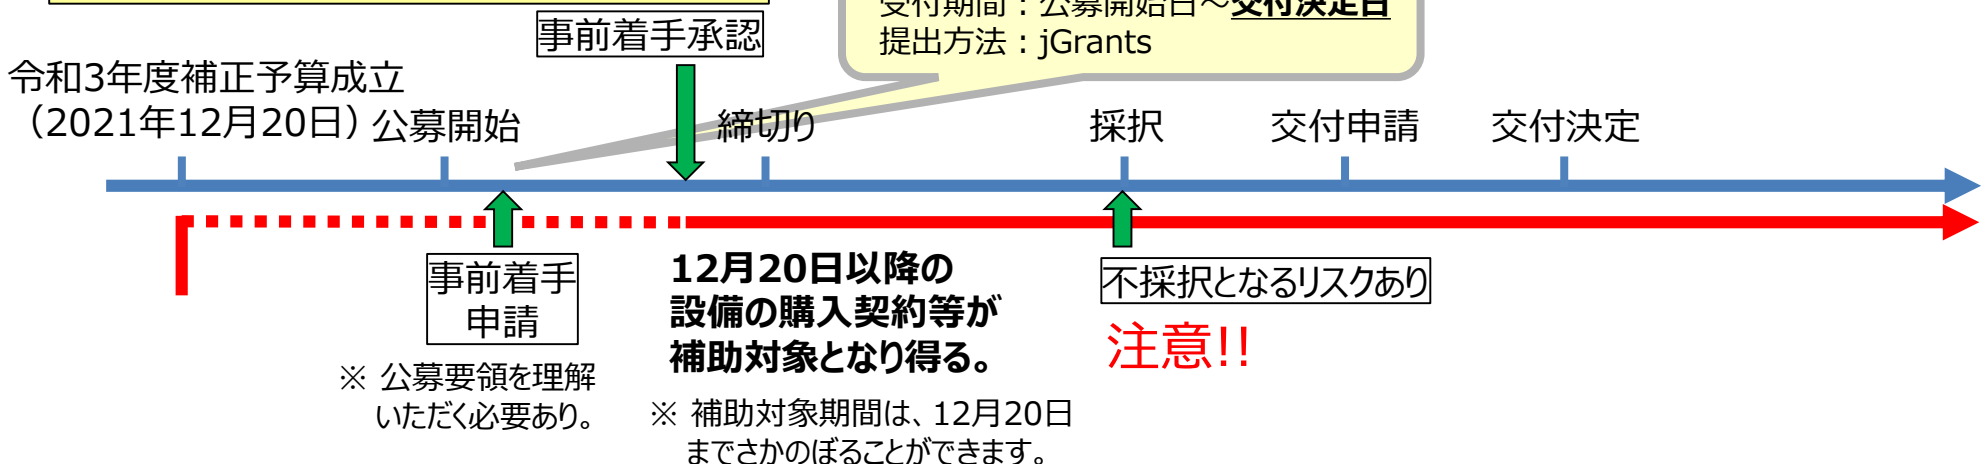 受付期間：公募開始日～交付決定日
提出方法：jGrants
事前着手承認
令和3年度補正予算成立
（2021年12月20日）
公募開始
締切り
採択
交付申請
交付決定
事前着手
申請
※ 公募要領を理解
いただく必要あり。
12月20日以降の
設備の購入契約等が
補助対象となり得る。
※ 補助対象期間は、12月20日
までさかのぼることができます。
不採択となるリスクあり
注意!!